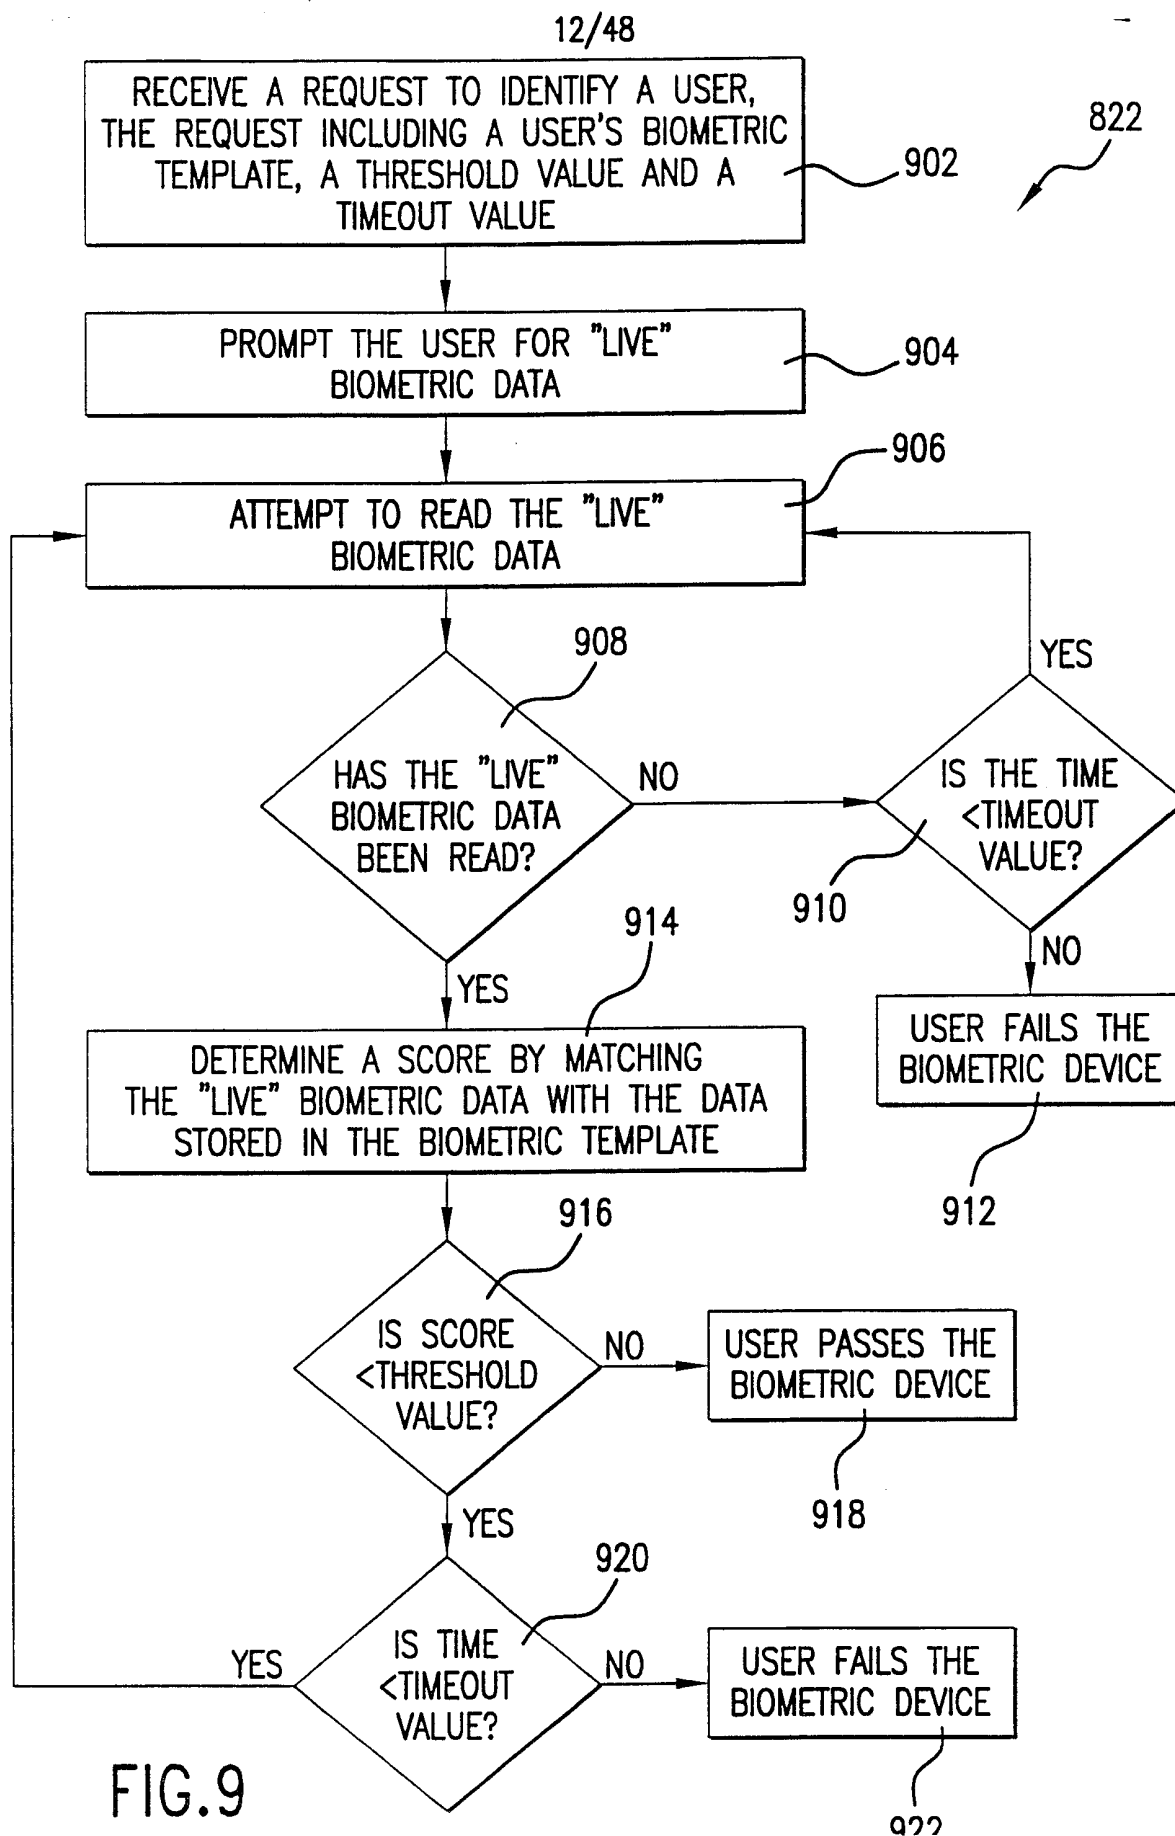 12/48
RECEIVE A REQUEST TO IDENTIFY A USER,
THE REQUEST INCLUDING A USER'S BIOMETRIC
TEMPLATE, A THRESHOLD VALUE AND A
TIMEOUT VALUE
902
822
PROMPT THE USER FOR "LIVE"
BIOMETRIC DATA
904
906
ATTEMPT TO READ THE "LIVE"
BIOMETRIC DATA
908
YES
HAS THE "LIVE"
BIOMETRIC DATA
BEEN READ?
NO
IS THE TIME
<TIMEOUT
VALUE?
910
914
YES
NO
DETERMINE A SCORE BY MATCHING
THE "LIVE" BIOMETRIC DATA WITH THE DATA
STORED IN THE BIOMETRIC TEMPLATE
USER FAILS THE
BIOMETRIC DEVICE
912
916
IS SCORE
<THRESHOLD
VALUE?
NO
USER PASSES THE
BIOMETRIC DEVICE
918
YES
920
YES
IS TIME
<TIMEOUT
VALUE?
NO
USER FAILS THE
BIOMETRIC DEVICE
922
FIG.9